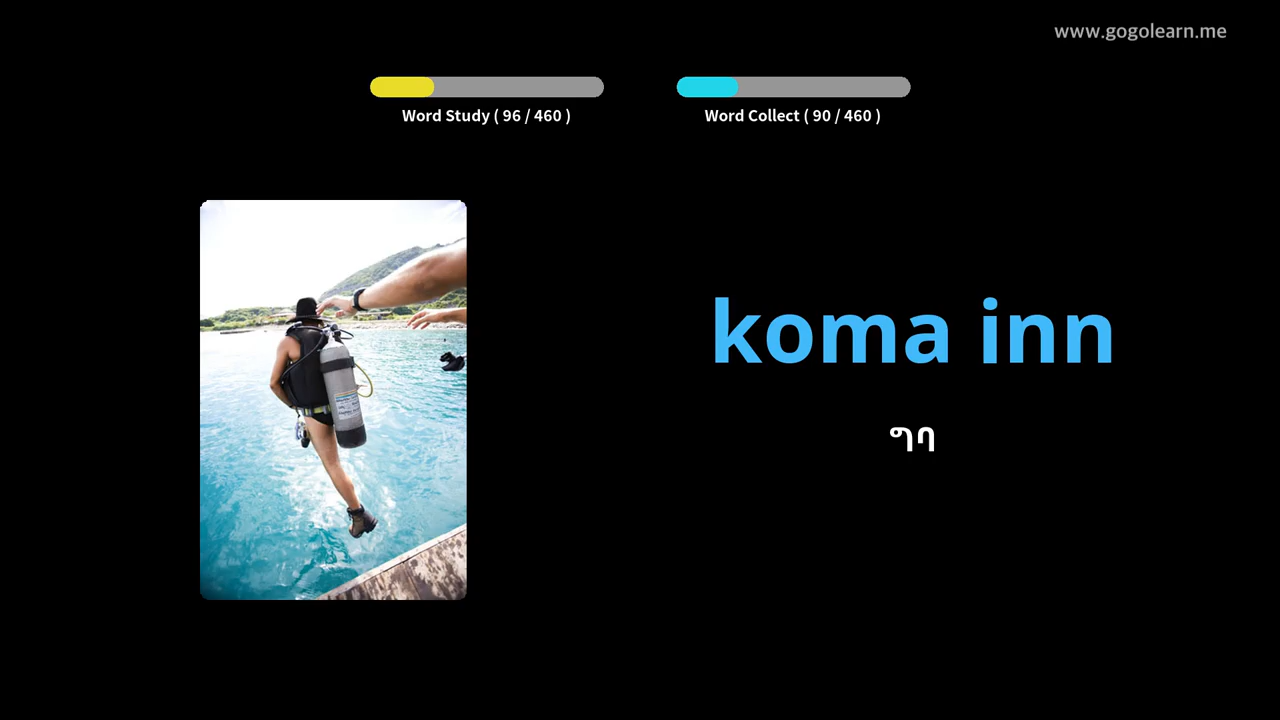 www.gogolearn.me
Word Study ( 96 / 460 )
Word Collect ( 90 / 460 )
koma inn
ግባ